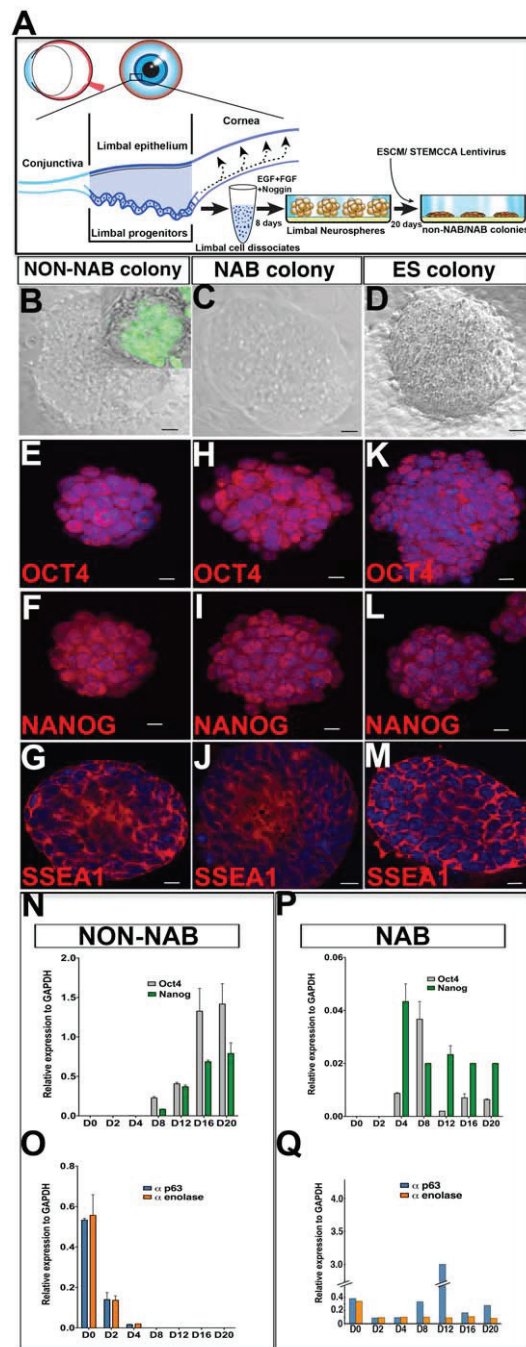 A
Limbal epithelium
Cornea
Conjunctiva
ESCM/ STEMCCA Lentivirus
EGF+FGF
+Noggin
8 days
20 days
Limbal progenitors
Limbal cell dissociates
Limbal Neurospheres
non-NAB/NAB colonies
NON-NAB colony
NAB colony
ES colony
B
C
D
E
H
K
OCT4
OCT4
OCT4
F
I
L
NANOG
NANOG
NANOG
G
J
M
SSEA1
SSEA1
SSEA1
N
NON-NAB
Relative expression to GAPDH
2.0
1.5
1.0
0.5
0.0
Oct4
Nanog
D0 D2 D4 D8 D12 D16 D20
P
NAB
Relative expression to GAPDH
0.06
0.04
0.02
0.00
Oct4
Nanog
D4 D8 D12 D16 D20
O
Relative expression to GAPDH
0.8
0.6
0.4
0.2
0.0
α p63
α enolase
D0 D2 D4 D8 D12 D16 D20
Q
Relative expression to GAPDH
4.0
3.0
0.4
0.2
0
α p63
α enolase
D0 D2 D4 D8 D12 D16 D20